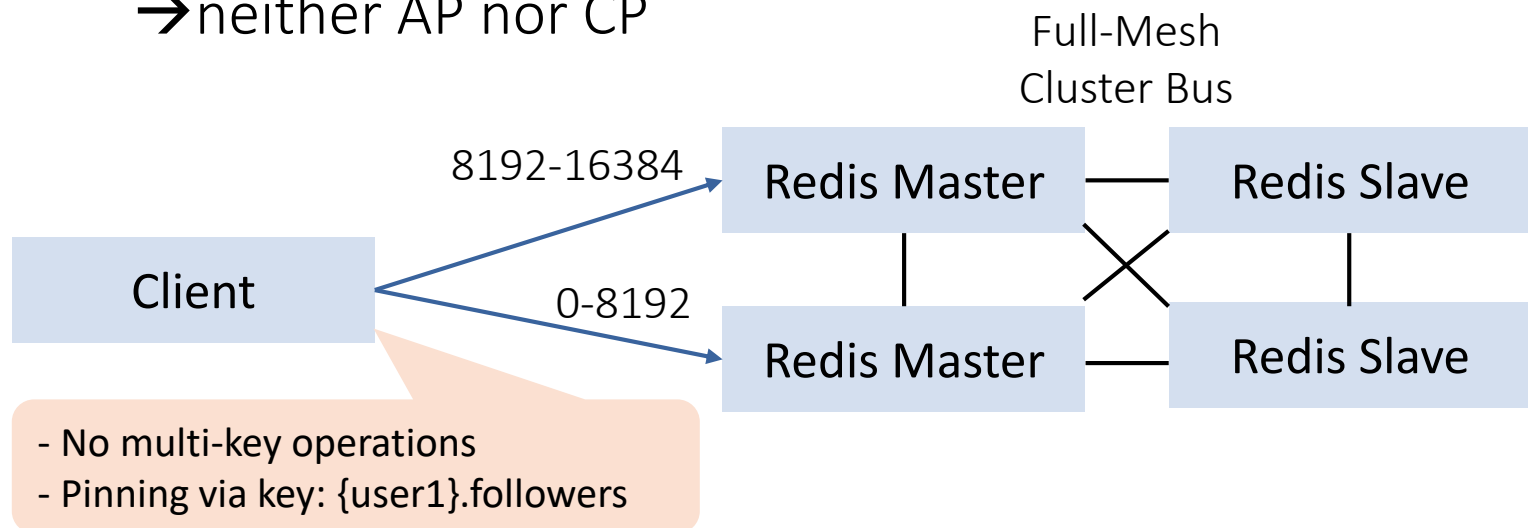 →neither AP nor CP
Full-Mesh
Cluster Bus
8192-16384
Redis Master
Redis Slave
Client
0-8192
Redis Master
Redis Slave
- No multi-key operations
- Pinning via key: {user1}.followers